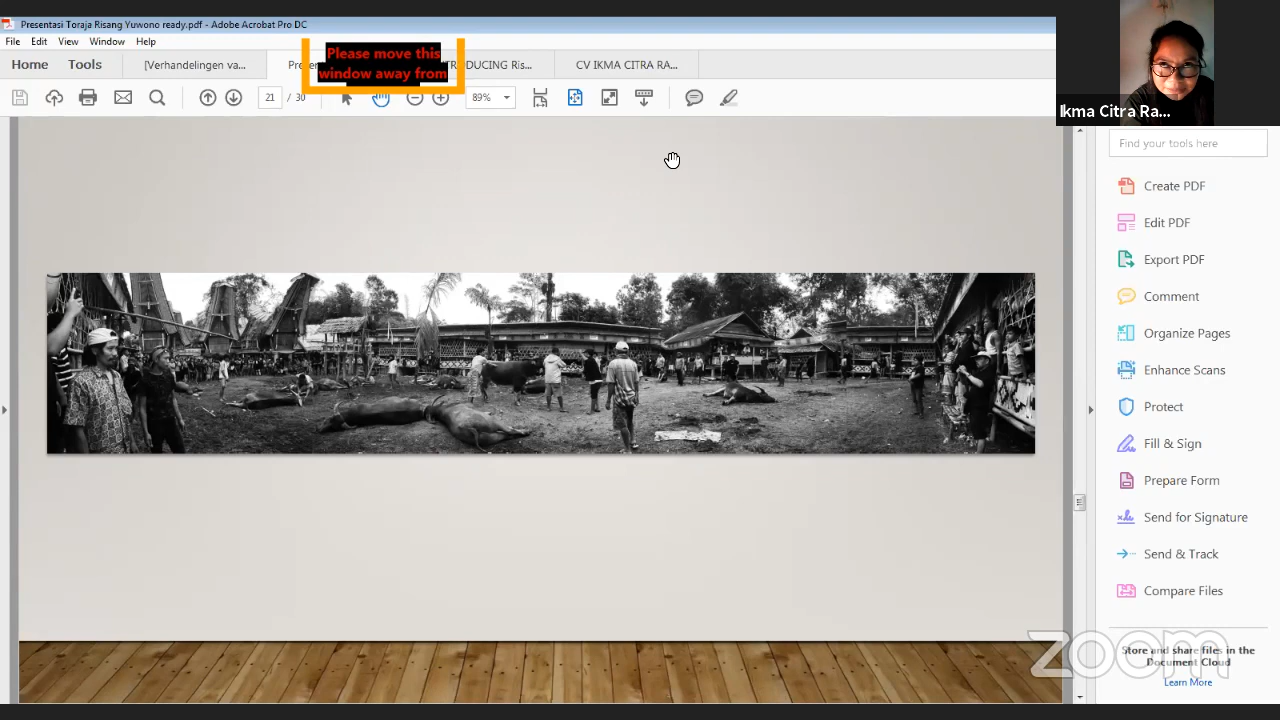 Presentasi Toraja Risang Yuwono ready.pdf - Adobe Acrobat Pro DC
File Edit View Window Help
Please move this
window away from
Home Tools [Verhandelingen va... Presen TRODUCING Ris... CV IKMA CITRA RA...
21 / 30 89%
Ikma Citra Ra...
Find your tools here
Create PDF
Edit PDF
Export PDF
Comment
Organize Pages
Enhance Scans
Protect
Fill & Sign
Prepare Form
Send for Signature
Send & Track
Compare Files
Store and share files in the
Document Cloud
Learn More
zoom